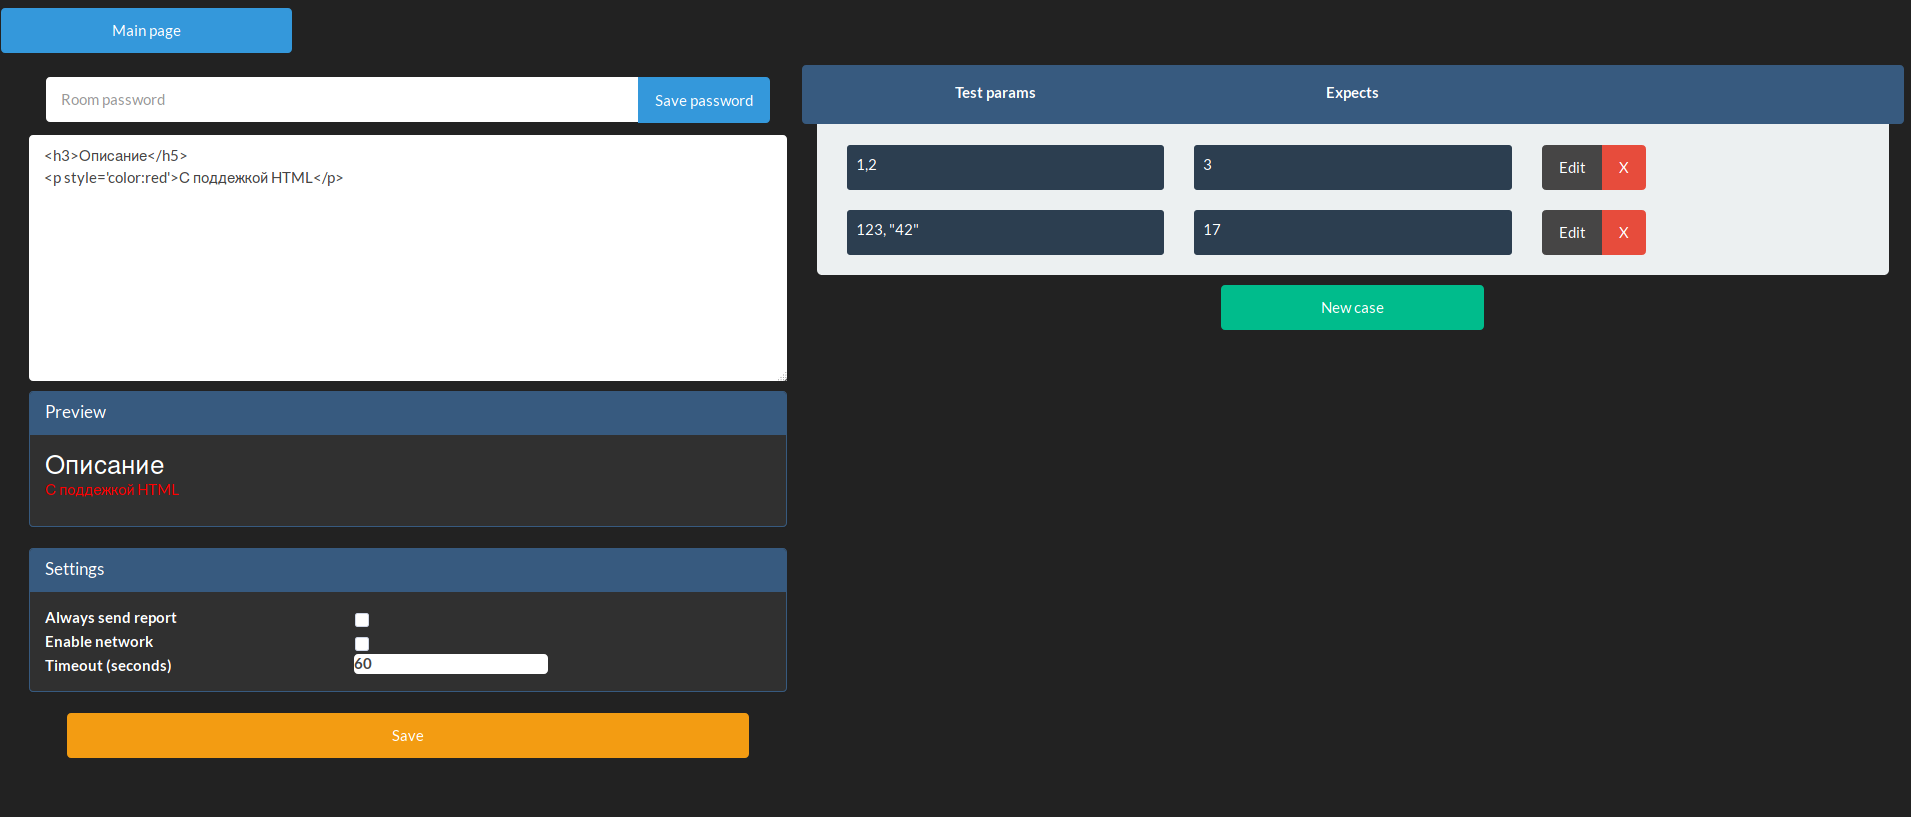 Main page
Room password
Save password
<h3>Описание</h5>
<p style='color:red'>С поддежкой HTML</p>
Preview
Описание
С поддежкой HTML
Settings
Always send report
Enable network
Timeout (seconds)
60
Save
Test params
Expects
1,2
3
Edit
X
123, "42"
17
Edit
X
New case